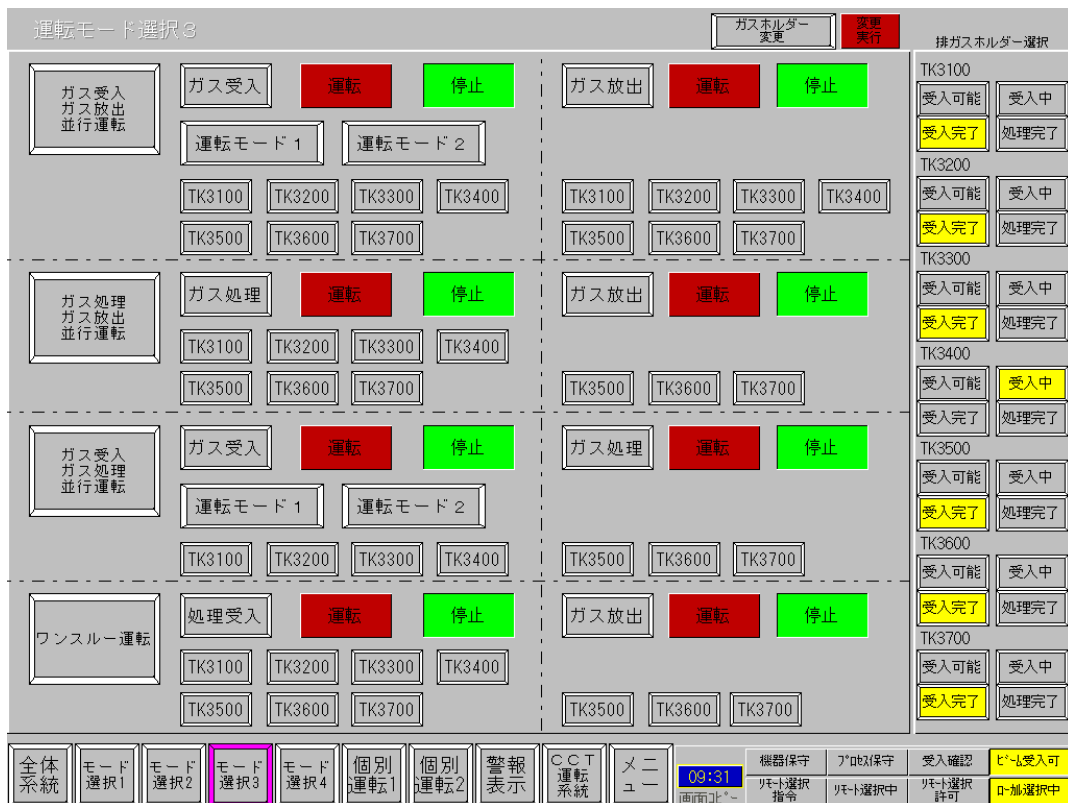 運転モード選択３
ガスホルダー
変更
変更
実行
排ガスホルダー選択
ガス受入
ガス放出
並行運転
ガス受入
運転
停止
ガス放出
運転
停止
運転モード１
運転モード２
TK3100
TK3200
TK3300
TK3400
TK3500
TK3600
TK3700
TK3100
TK3200
TK3300
TK3400
TK3500
TK3600
TK3700
ガス処理
ガス放出
並行運転
ガス処理
運転
停止
ガス放出
運転
停止
TK3100
TK3200
TK3300
TK3400
TK3500
TK3600
TK3700
TK3500
TK3600
TK3700
ガス受入
ガス処理
並行運転
ガス受入
運転
停止
ガス処理
運転
停止
運転モード１
運転モード２
TK3100
TK3200
TK3300
TK3400
TK3500
TK3600
TK3700
ワンスルー運転
処理受入
運転
停止
ガス放出
運転
停止
TK3100
TK3200
TK3300
TK3400
TK3500
TK3600
TK3700
TK3500
TK3600
TK3700
TK3100
受入可能
受入中
受入完了
処理完了
TK3200
受入可能
受入中
受入完了
処理完了
TK3300
受入可能
受入中
受入完了
処理完了
TK3400
受入可能
受入中
受入完了
処理完了
TK3500
受入可能
受入中
受入完了
処理完了
TK3600
受入可能
受入中
受入完了
処理完了
TK3700
受入可能
受入中
受入完了
処理完了
全体
系統
モード
選択1
モード
選択2
モード
選択3
モード
選択4
個別
運転1
個別
運転2
警報
表示
ＣＣＴ
運転
系統
メニ
ュー
09:31
画面ｺﾋﾟｰ
機器保守
ﾌﾟﾛｾｽ保守
受入確認
ﾋﾞｰﾑ受入可
ﾘﾓｰﾄ選択
指令
ﾘﾓｰﾄ選択中
ﾘﾓｰﾄ選択
許可
ﾛｰｶﾙ選択中